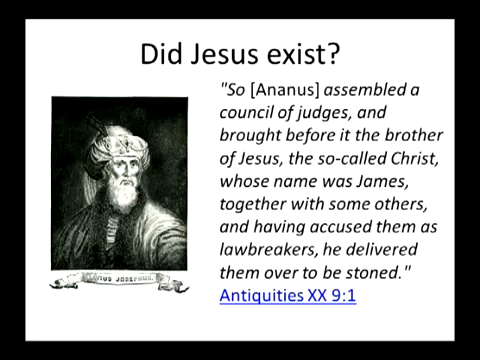 Did Jesus exist?
"So [Ananus] assembled a
council of judges, and
brought before it the brother
of Jesus, the so-called Christ,
whose name was James,
together with some others,
and having accused them as
lawbreakers, he delivered
them over to be stoned."
Antiquities XX 9:1
JOSEPHUS.